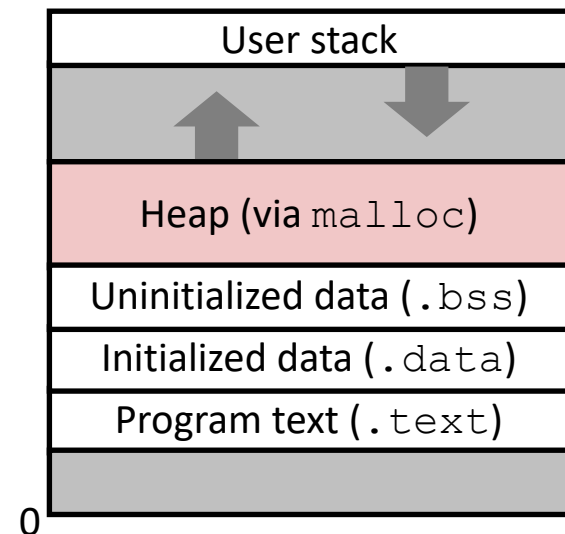 User stack
Heap (via malloc)
Uninitialized data (.bss)
Initialized data (.data)
Program text (.text)
0